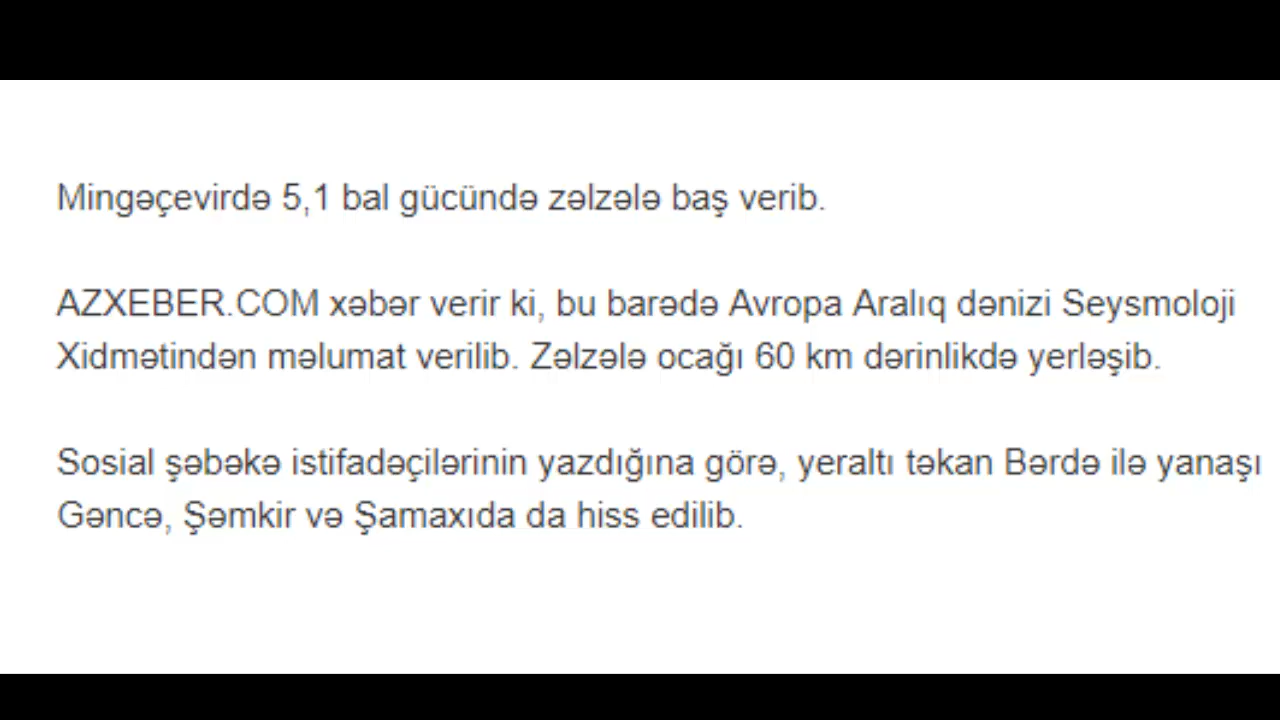 Mingəçevirdə 5,1 bal gücündə zəlzələ baş verib.
AZXEBER.COM xəbər verir ki, bu barədə Avropa Aralıq dənizi Seysmoloji
Xidmətindən məlumat verilib. Zəlzələ ocağı 60 km dərinlikdə yerləşib.
Sosial şəbəkə istifadəçilərinin yazdığına görə, yeraltı təkan Bərdə ilə yanaşı
Gəncə, Şəmkir və Şamaxıda da hiss edilib.